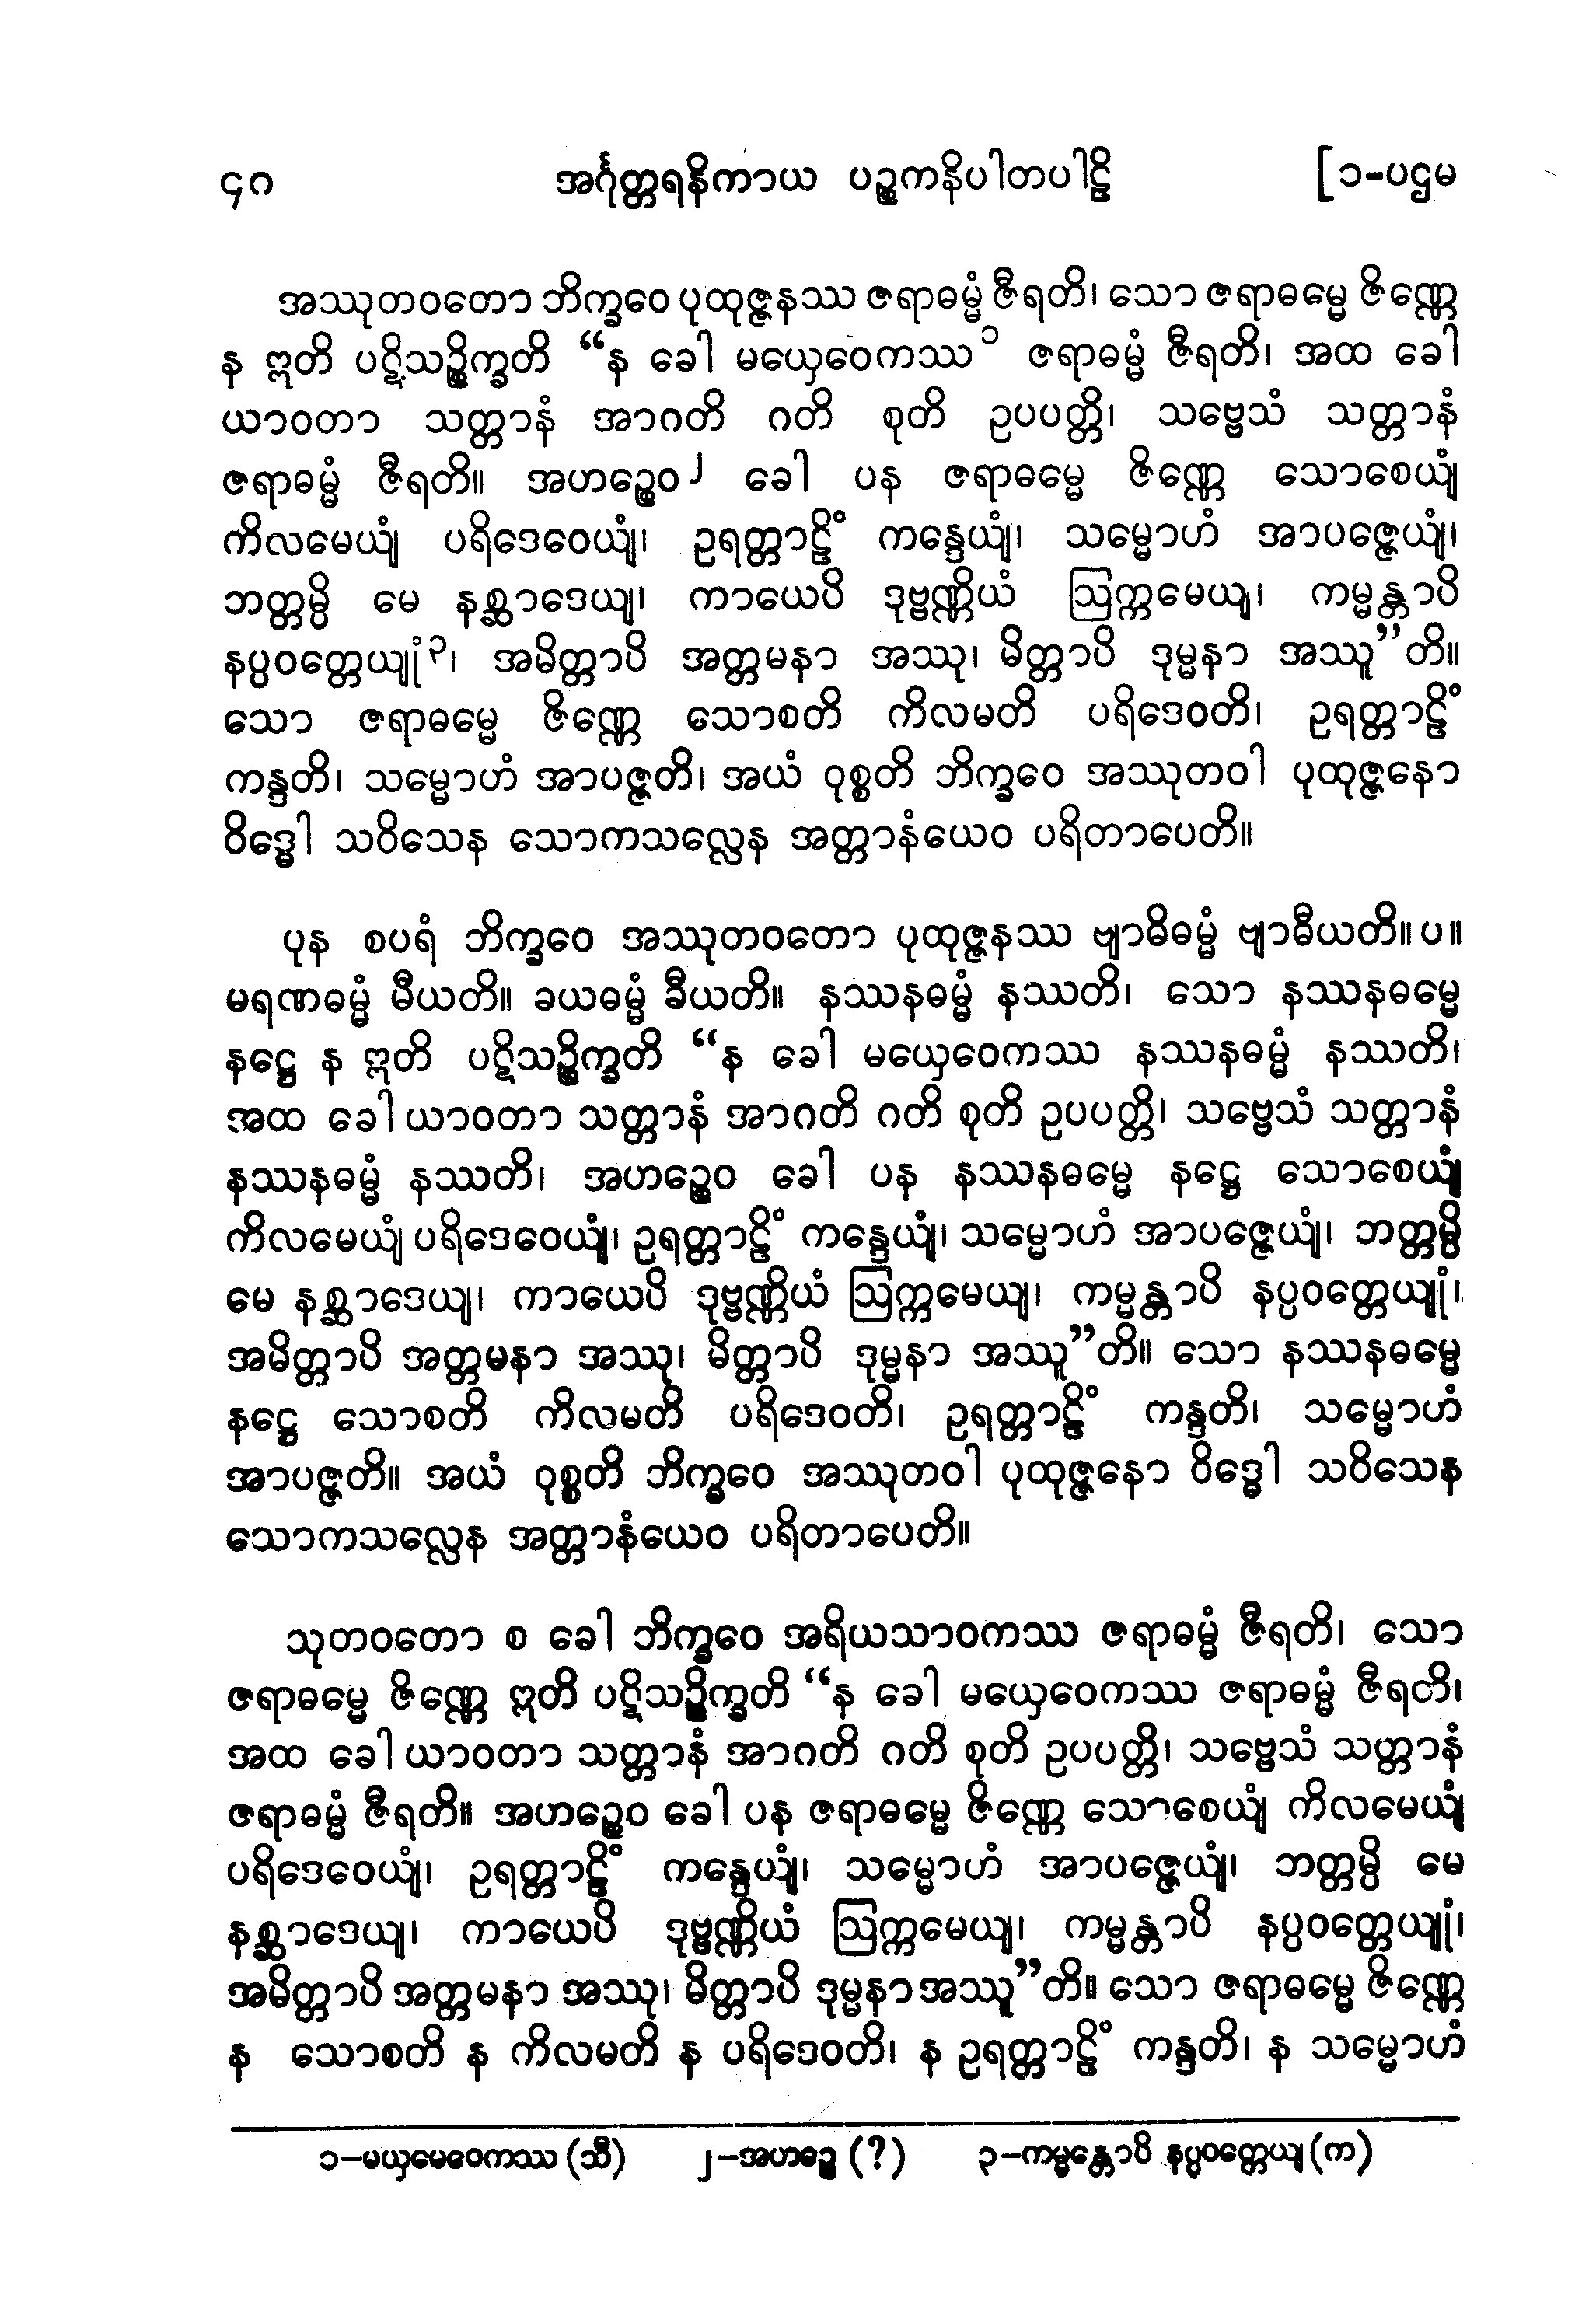 ၄၈ အင်္ဂုတ္တရနိကာယ ပဉ္စကနိပါတပါဠိ [၁-ပဌမ
အဿုတဝတော ဘိက္ခဝေ ပုထုဇ္ဇနဿ ဇရာဓမ္မံ ဇီရတိ၊ သော ဇရာဓမ္မေ ဇိဏ္ဏေ
န ဣတိ ပဋိသဉ္စိက္ခတိ “န ခေါ မယှေဝေကဿ၁ ဇရာဓမ္မံ ဇီရတိ၊ အထ ခေါ
ယာဝတာ သတ္တာနံ အာဂတိ ဂတိ စုတိ ဥပပတ္တိ၊ သဗ္ဗေသံ သတ္တာနံ
ဇရာဓမ္မံ ဇီရတိ။ အဟဉ္စေဝ၂ ခေါ ပန ဇရာဓမ္မေ ဇိဏ္ဏေ သောစေယျံ
ကိလမေယျံ ပရိဒေဝေယျံ၊ ဥရတ္တာဠိံ ကန္ဒေယျံ၊ သမ္မောဟံ အာပဇ္ဇေယျံ၊
ဘတ္တမ္ပိ မေ နစ္ဆာဒေယျ၊ ကာယေပိ ဒုဗ္ဗဏ္ဏိယံ ဩက္ကမေယျ၊ ကမ္မန္တာပိ
နပ္ပဝတ္တေယျုံ၃၊ အမိတ္တာပိ အတ္တမနာ အဿု၊ မိတ္တာပိ ဒုမ္မနာ အဿူ”တိ။
သော ဇရာဓမ္မေ ဇိဏ္ဏေ သောစတိ ကိလမတိ ပရိဒေဝတိ၊ ဥရတ္တာဠိံ
ကန္ဒတိ၊ သမ္မောဟံ အာပဇ္ဇတိ၊ အယံ ဝုစ္စတိ ဘိက္ခဝေ အဿုတဝါ ပုထုဇ္ဇနော
ဝိဒ္ဓေါ သဝိသေန သောကသလ္လေန အတ္တာနံယေဝ ပရိတာပေတိ။
ပုန စပရံ ဘိက္ခဝေ အဿုတဝတော ပုထုဇ္ဇနဿ ဗျာဓိဓမ္မံ ဗျာဓီယတိ။ပ။
မရဏဓမ္မံ မီယတိ။ ခယဓမ္မံ ခီယတိ။ နဿနဓမ္မံ နဿတိ၊ သော နဿနဓမ္မေ
နဋ္ဌေ န ဣတိ ပဋိသဉ္စိက္ခတိ “န ခေါ မယှေဝေကဿ နဿနဓမ္မံ နဿတိ၊
အထ ခေါ ယာဝတာ သတ္တာနံ အာဂတိ ဂတိ စုတိ ဥပပတ္တိ၊ သဗ္ဗေသံ သတ္တာနံ
နဿနဓမ္မံ နဿတိ၊ အဟဉ္စေဝ ခေါ ပန နဿနဓမ္မေ နဋ္ဌေ သောစေယျံ
ကိလမေယျံ ပရိဒေဝေယျံ၊ ဥရတ္တာဠိံ ကန္ဒေယျံ၊ သမ္မောဟံ အာပဇ္ဇေယျံ၊ ဘတ္တမ္ပိ
မေ နစ္ဆာဒေယျ၊ ကာယေပိ ဒုဗ္ဗဏ္ဏိယံ ဩက္ကမေယျ၊ ကမ္မန္တာပိ နပ္ပဝတ္တေယျုံ၊
အမိတ္တာပိ အတ္တမနာ အဿု၊ မိတ္တာပိ ဒုမ္မနာ အဿူ”တိ။ သော နဿနဓမ္မေ
နဋ္ဌေ သောစတိ ကိလမတိ ပရိဒေဝတိ၊ ဥရတ္တာဠိံ ကန္ဒတိ၊ သမ္မောဟံ
အာပဇ္ဇတိ။ အယံ ဝုစ္စတိ ဘိက္ခဝေ အဿုတဝါ ပုထုဇ္ဇနော ဝိဒ္ဓေါ သဝိသေန
သောကသလ္လေန အတ္တာနံယေဝ ပရိတာပေတိ။
သုတဝတော စ ခေါ ဘိက္ခဝေ အရိယသာဝကဿ ဇရာဓမ္မံ ဇီရတိ၊ သော
ဇရာဓမ္မေ ဇိဏ္ဏေ ဣတိ ပဋိသဉ္စိက္ခတိ “န ခေါ မယှေဝေကဿ ဇရာဓမ္မံ ဇီရတိ၊
အထ ခေါ ယာဝတာ သတ္တာနံ အာဂတိ ဂတိ စုတိ ဥပပတ္တိ၊ သဗ္ဗေသံ သတ္တာနံ
ဇရာဓမ္မံ ဇီရတိ။ အဟဉ္စေဝ ခေါ ပန ဇရာဓမ္မေ ဇိဏ္ဏေ သောစေယျံ ကိလမေယျံ
ပရိဒေဝေယျံ၊ ဥရတ္တာဠိံ ကန္ဒေယျံ၊ သမ္မောဟံ အာပဇ္ဇေယျံ၊ ဘတ္တမ္ပိ မေ
နစ္ဆာဒေယျ၊ ကာယေပိ ဒုဗ္ဗဏ္ဏိယံ ဩက္ကမေယျ၊ ကမ္မန္တာပိ နပ္ပဝတ္တေယျုံ၊
အမိတ္တာပိ အတ္တမနာ အဿု၊ မိတ္တာပိ ဒုမ္မနာ အဿူ”တိ။ သော ဇရာဓမ္မေ ဇိဏ္ဏေ
န သောစတိ န ကိလမတိ န ပရိဒေဝတိ၊ န ဥရတ္တာဠိံ ကန္ဒတိ၊ န သမ္မောဟံ
၁-မယှမေဝေကဿ (သီ) ၂-အဟဉ္စေ (?) ၃-ကမ္မန္တောပိ နပ္ပဝတ္တေယျ (က)